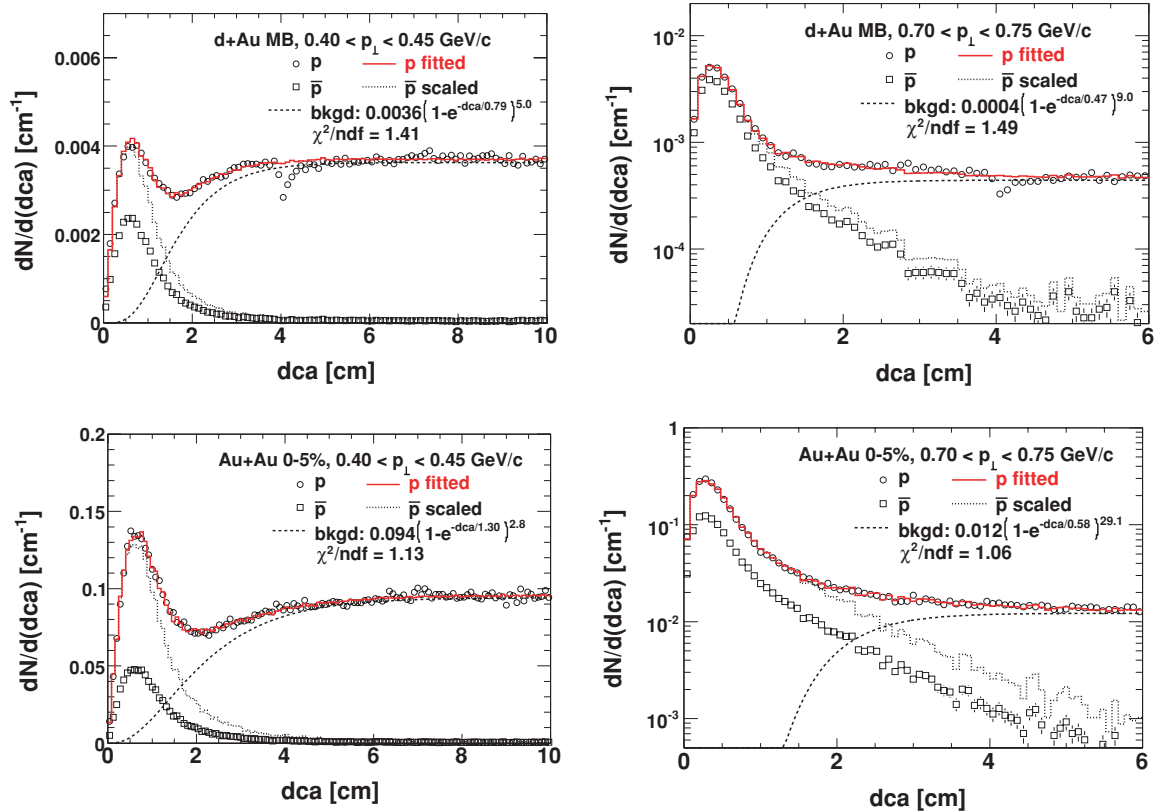 d+Au MB, 0.40 < p⊥ < 0.45 GeV/c
p p fitted
p̅ p̅ scaled
bkgd: 0.0036(1-e^-dca/0.79)^5.0
χ²/ndf = 1.41
dN/d(dca) [cm⁻¹]
0.006
0.004
0.002
0
0 2 4 6 8 10
dca [cm]
d+Au MB, 0.70 < p⊥ < 0.75 GeV/c
p p fitted
p̅ p̅ scaled
bkgd: 0.0004(1-e^-dca/0.47)^9.0
χ²/ndf = 1.49
dN/d(dca) [cm⁻¹]
10⁻²
10⁻³
10⁻⁴
0 2 4 6
dca [cm]
Au+Au 0-5%, 0.40 < p⊥ < 0.45 GeV/c
p p fitted
p̅ p̅ scaled
bkgd: 0.094(1-e^-dca/1.30)^2.8
χ²/ndf = 1.13
dN/d(dca) [cm⁻¹]
0.2
0.15
0.1
0.05
0
0 2 4 6 8 10
dca [cm]
Au+Au 0-5%, 0.70 < p⊥ < 0.75 GeV/c
p p fitted
p̅ p̅ scaled
bkgd: 0.012(1-e^-dca/0.58)^29.1
χ²/ndf = 1.06
dN/d(dca) [cm⁻¹]
1
10⁻¹
10⁻²
10⁻³
0 2 4 6
dca [cm]